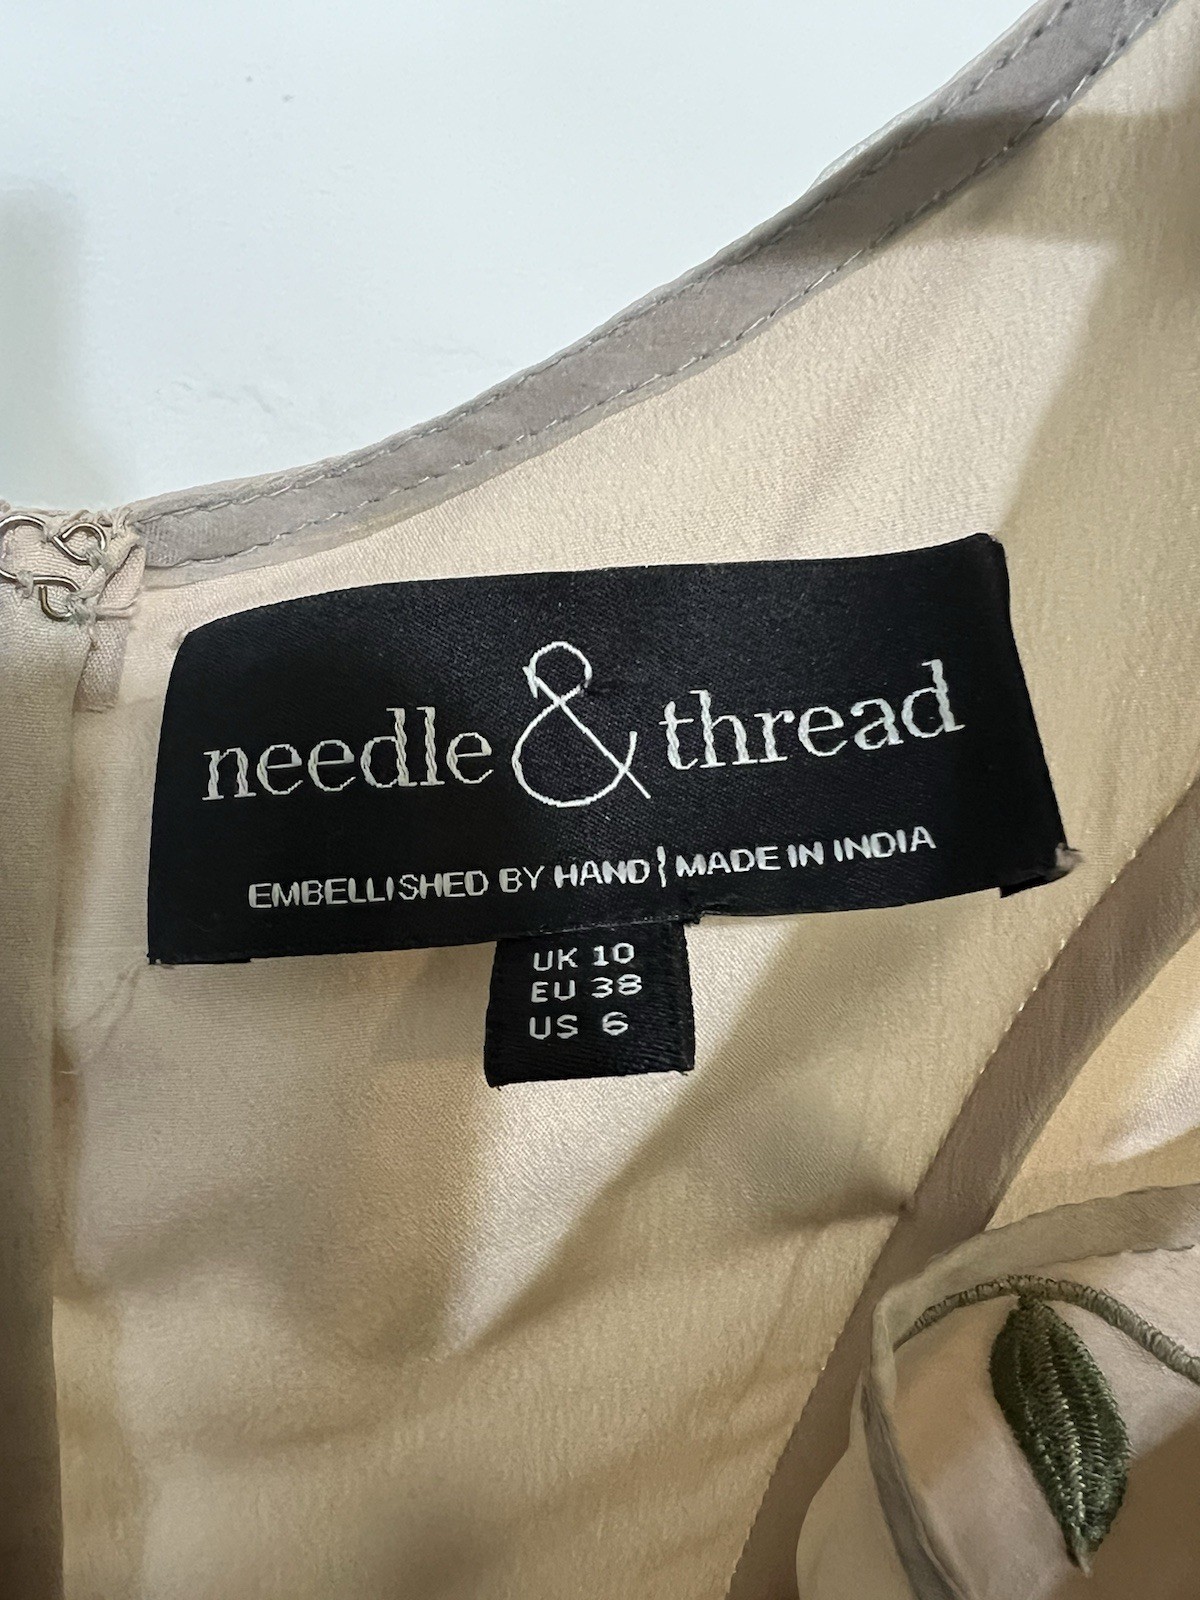 needle & thread
EMBELLISHED BY HAND | MADE IN INDIA
UK 10
EU 38
US 6